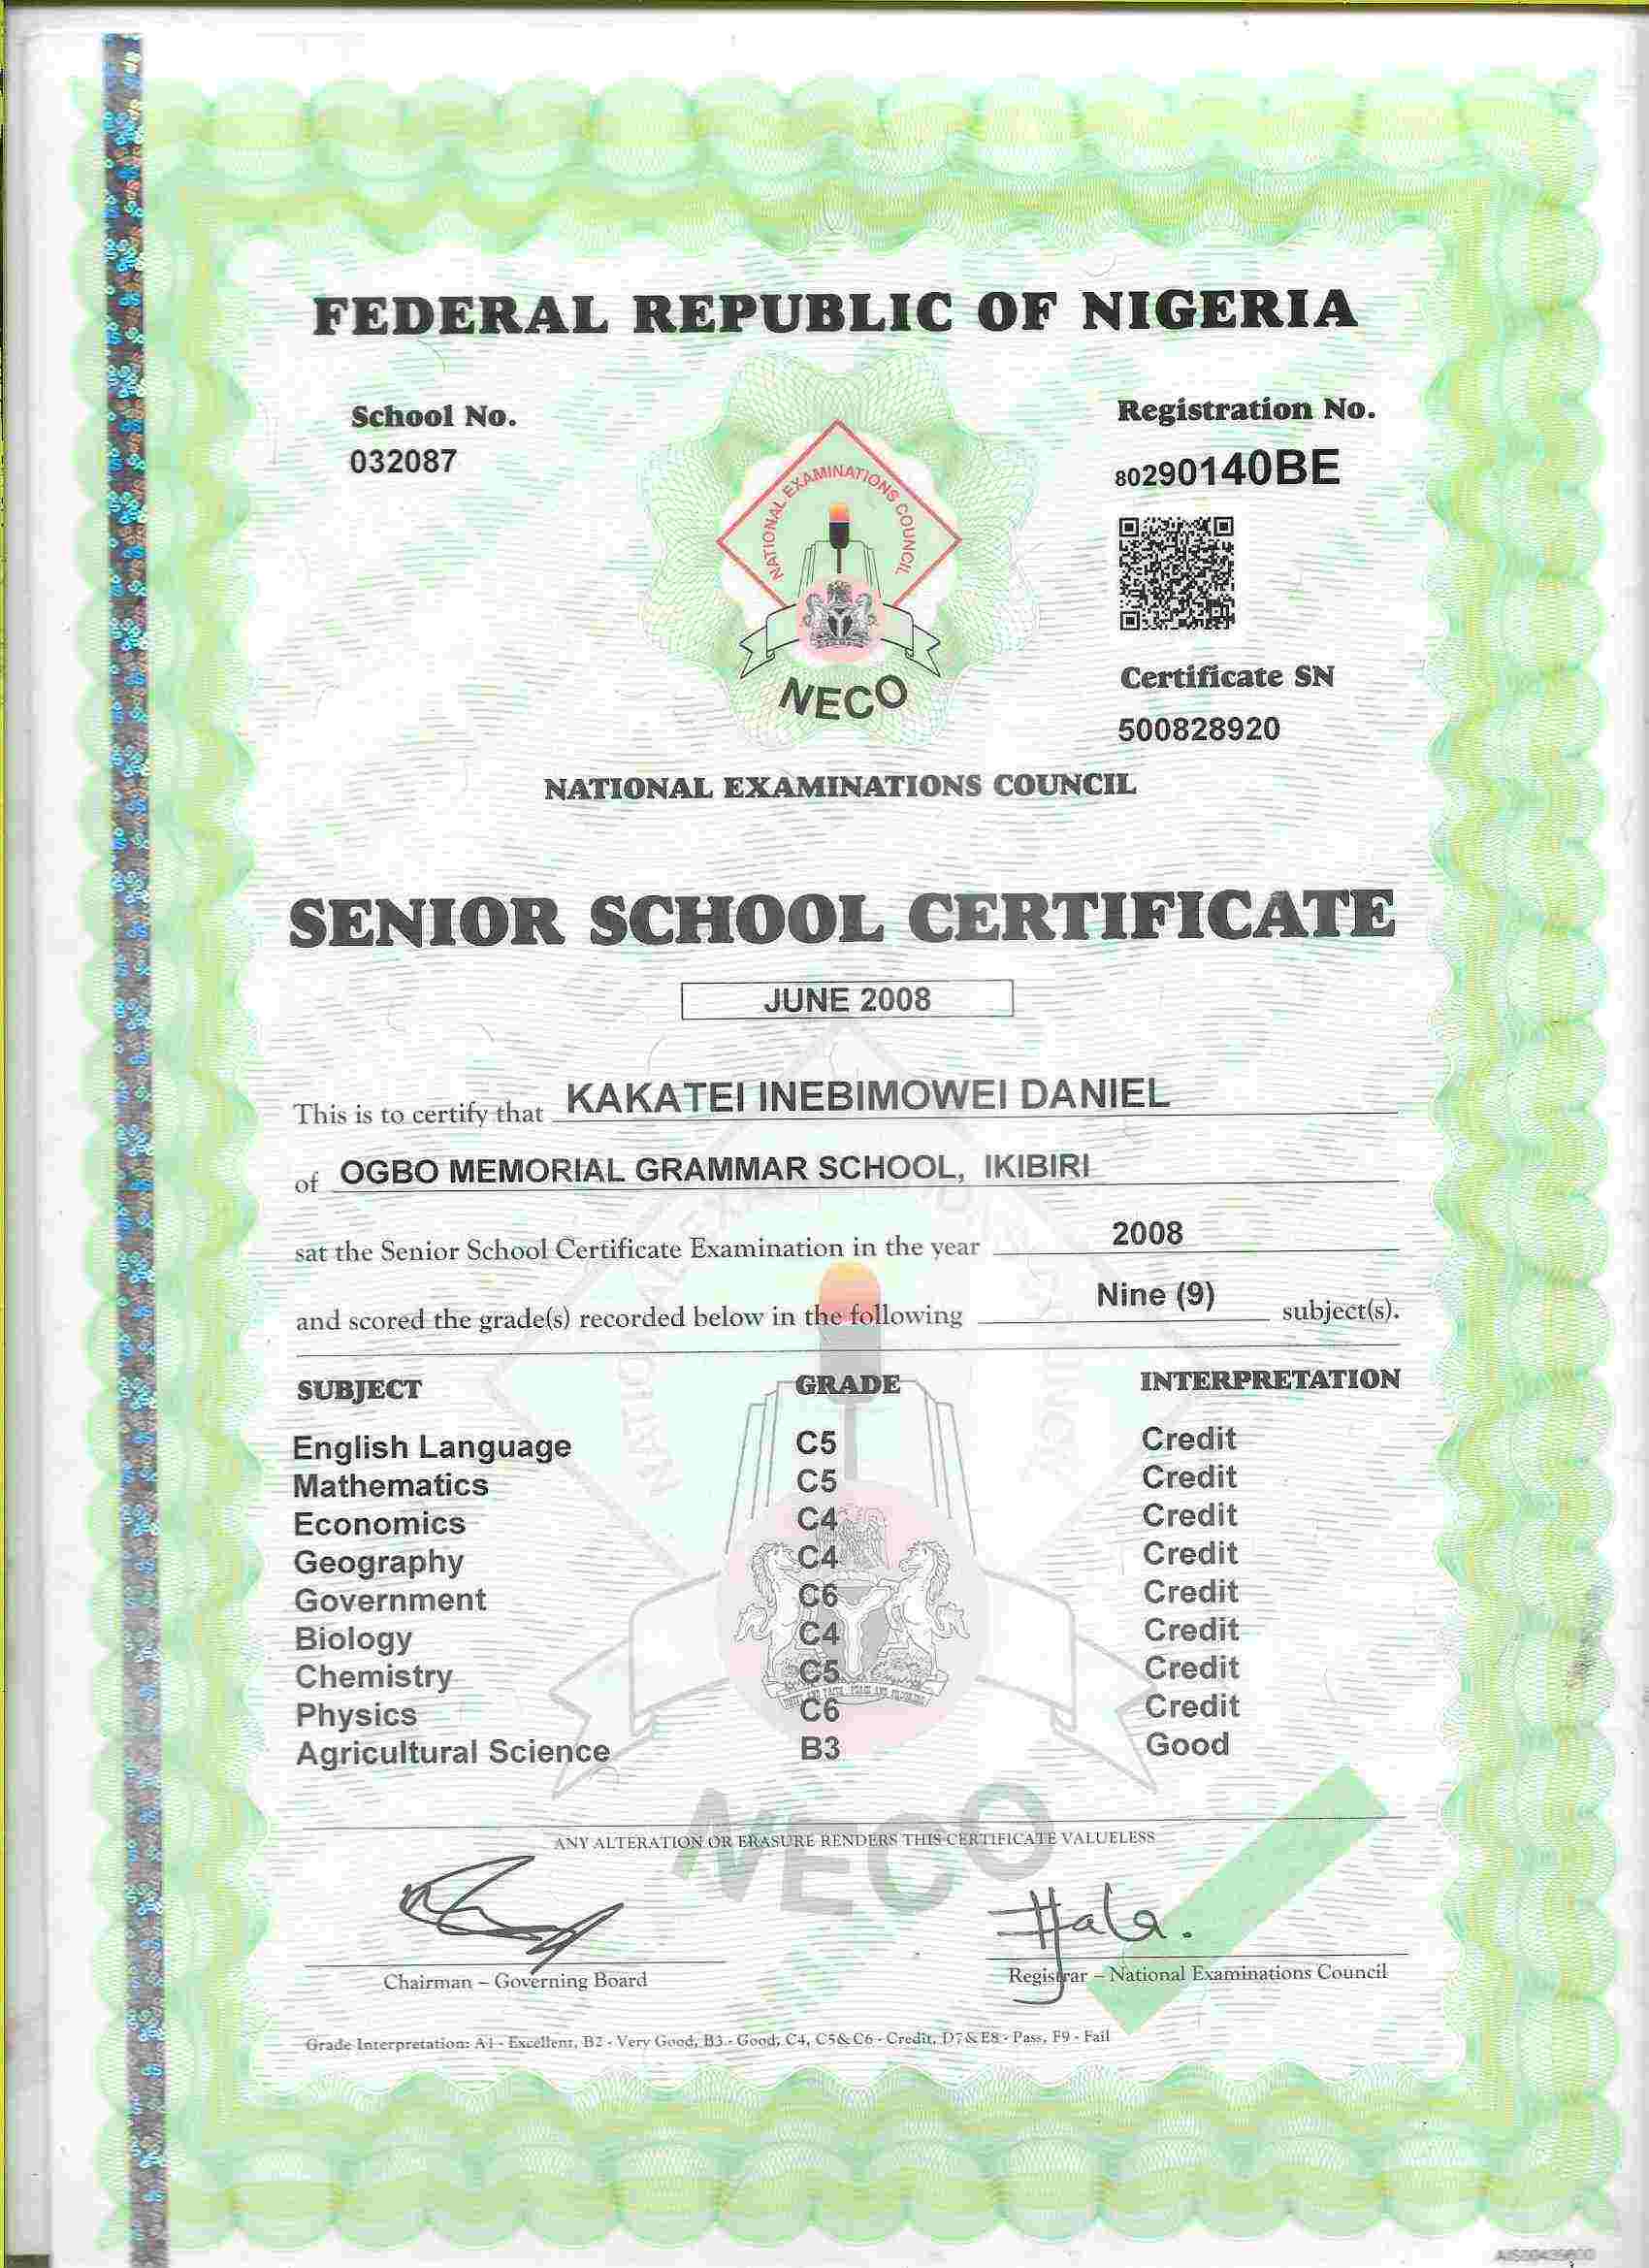 FEDERAL REPUBLIC OF NIGERIA
School No.
032087
Registration No.
80290140BE
NATIONAL EXAMINATIONS COUNCIL
NECO
Certificate SN
500828920
NATIONAL EXAMINATIONS COUNCIL
SENIOR SCHOOL CERTIFICATE
JUNE 2008
This is to certify that KAKATEI INEBIMOWEI DANIEL
of OGBO MEMORIAL GRAMMAR SCHOOL, IKIBIRI
sat the Senior School Certificate Examination in the year 2008
and scored the grade(s) recorded below in the following Nine (9) subject(s).
SUBJECT GRADE INTERPRETATION
English Language C5 Credit
Mathematics C5 Credit
Economics C4 Credit
Geography C4 Credit
Government C6 Credit
Biology C4 Credit
Chemistry C5 Credit
Physics C6 Credit
Agricultural Science B3 Good
NECO
ANY ALTERATION OR ERASURE RENDERS THIS CERTIFICATE VALUELESS
Chairman – Governing Board
Registrar – National Examinations Council
Grade Interpretation: A1 - Excellent, B2 - Very Good, B3 - Good, C4, C5 & C6 - Credit, D7 & E8 - Pass, F9 - Fail